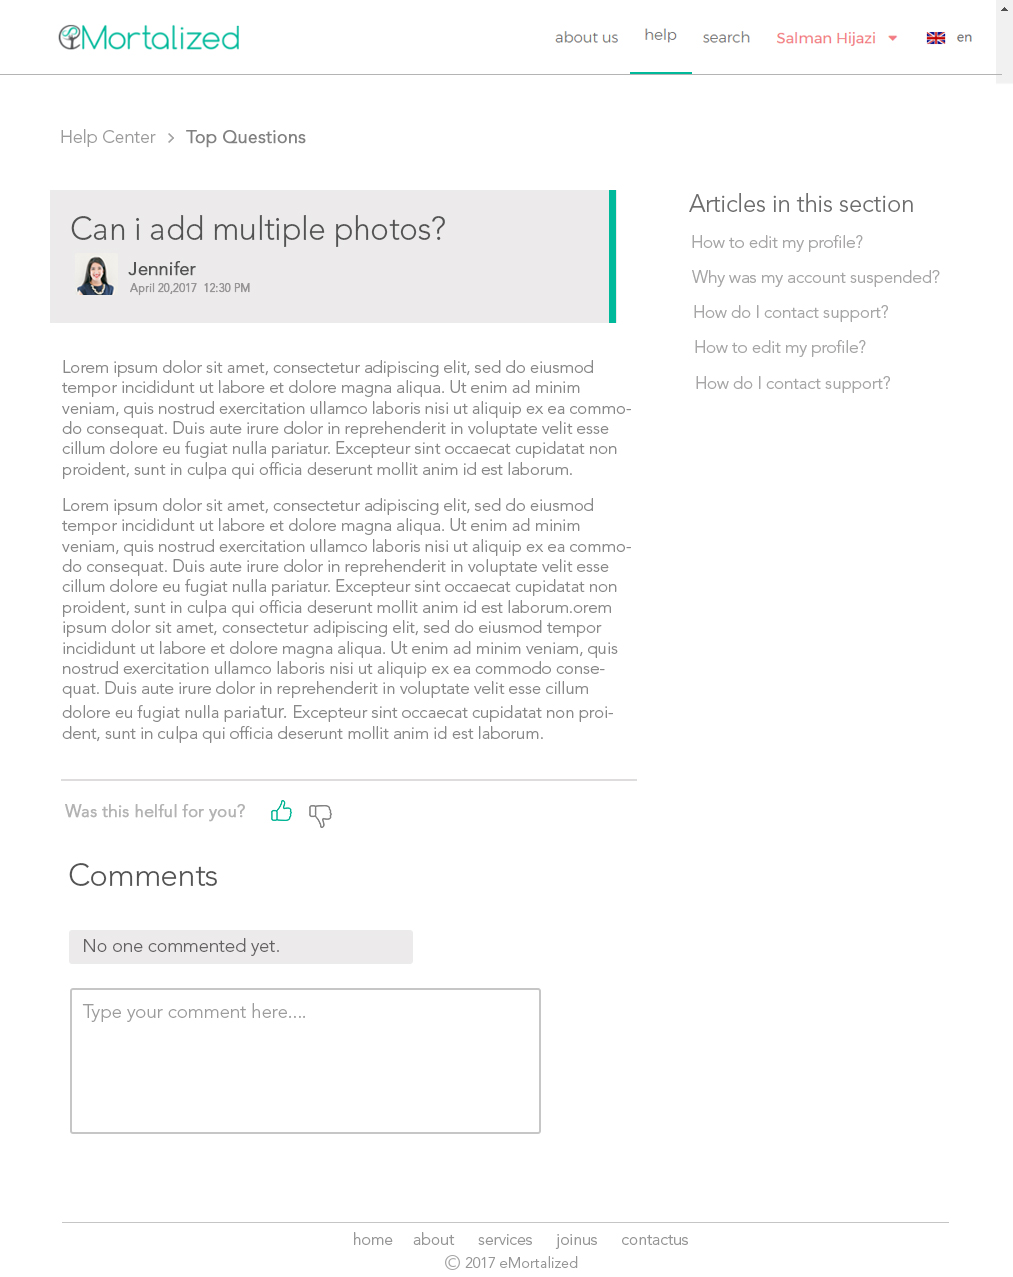 eMortalized
about us help search Salman Hijazi en
Help Center > Top Questions
Can i add multiple photos?
Jennifer
April 20,2017 12:30 PM
Articles in this section
How to edit my profile?
Why was my account suspended?
How do I contact support?
How to edit my profile?
How do I contact support?
Lorem ipsum dolor sit amet, consectetur adipiscing elit, sed do eiusmod
tempor incididunt ut labore et dolore magna aliqua. Ut enim ad minim
veniam, quis nostrud exercitation ullamco laboris nisi ut aliquip ex ea commo-
do consequat. Duis aute irure dolor in reprehenderit in voluptate velit esse
cillum dolore eu fugiat nulla pariatur. Excepteur sint occaecat cupidatat non
proident, sunt in culpa qui officia deserunt mollit anim id est laborum.
Lorem ipsum dolor sit amet, consectetur adipiscing elit, sed do eiusmod
tempor incididunt ut labore et dolore magna aliqua. Ut enim ad minim
veniam, quis nostrud exercitation ullamco laboris nisi ut aliquip ex ea commo-
do consequat. Duis aute irure dolor in reprehenderit in voluptate velit esse
cillum dolore eu fugiat nulla pariatur. Excepteur sint occaecat cupidatat non
proident, sunt in culpa qui officia deserunt mollit anim id est laborum.orem
ipsum dolor sit amet, consectetur adipiscing elit, sed do eiusmod tempor
incididunt ut labore et dolore magna aliqua. Ut enim ad minim veniam, quis
nostrud exercitation ullamco laboris nisi ut aliquip ex ea commodo conse-
quat. Duis aute irure dolor in reprehenderit in voluptate velit esse cillum
dolore eu fugiat nulla pariatur. Excepteur sint occaecat cupidatat non proi-
dent, sunt in culpa qui officia deserunt mollit anim id est laborum.
Was this helful for you?
Comments
No one commented yet.
Type your comment here....
home about services joinus contactus
© 2017 eMortalized